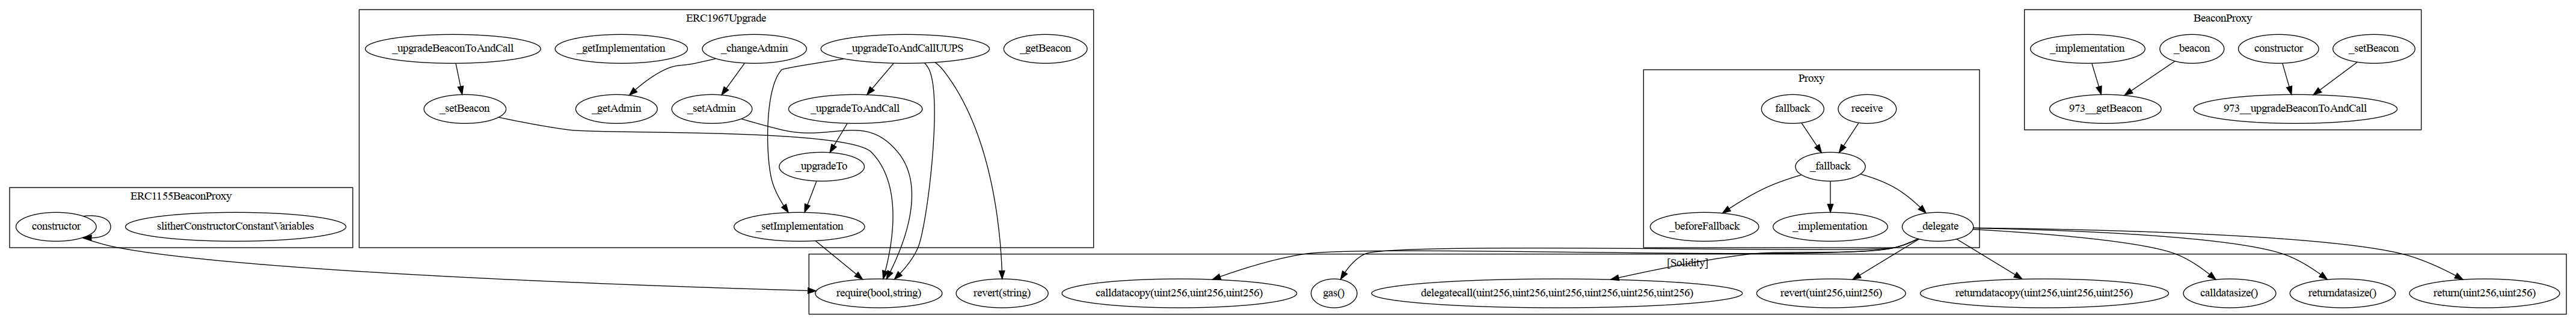 ERC1967Upgrade
_upgradeBeaconToAndCall
_getImplementation
_changeAdmin
_upgradeToAndCallUUPS
_getBeacon
_setBeacon
_getAdmin
_setAdmin
_upgradeToAndCall
_upgradeTo
_setImplementation
ERC1155BeaconProxy
constructor
slitherConstructorConstantVariables
Proxy
fallback
receive
_fallback
_beforeFallback
_implementation
_delegate
BeaconProxy
_implementation
_beacon
constructor
_setBeacon
973__getBeacon
973__upgradeBeaconToAndCall
[Solidity]
require(bool,string)
revert(string)
calldatacopy(uint256,uint256,uint256)
gas()
delegatecall(uint256,uint256,uint256,uint256,uint256,uint256)
revert(uint256,uint256)
returndatacopy(uint256,uint256,uint256)
calldatasize()
returndatasize()
return(uint256,uint256)